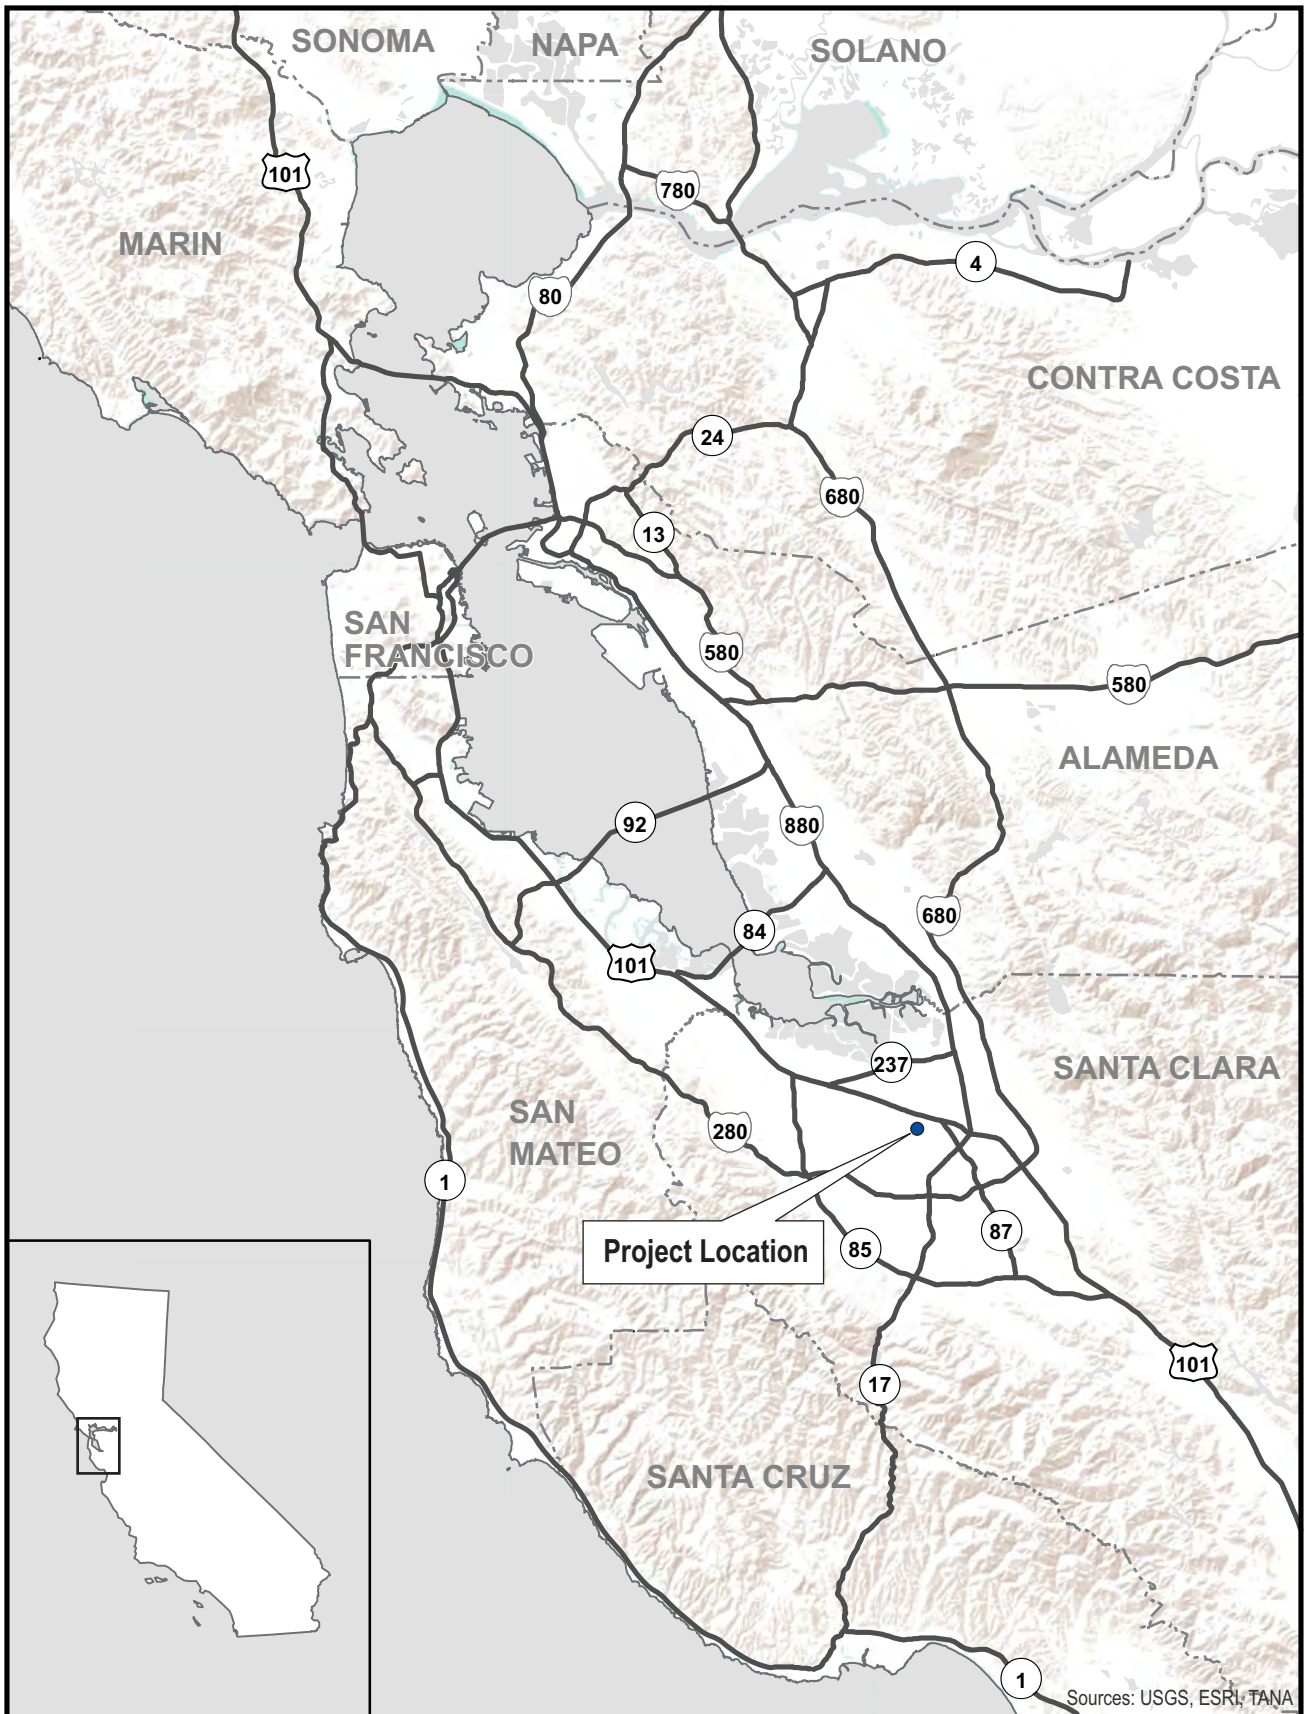 SONOMA
NAPA
SOLANO
101
780
MARIN
4
80
CONTRA COSTA
24
680
13
SAN
FRANCISCO
580
580
ALAMEDA
92
880
680
84
101
237
SANTA CLARA
SAN
MATEO
280
1
Project Location
85
87
101
17
SANTA CRUZ
1
Sources: USGS, ESRI, TANA